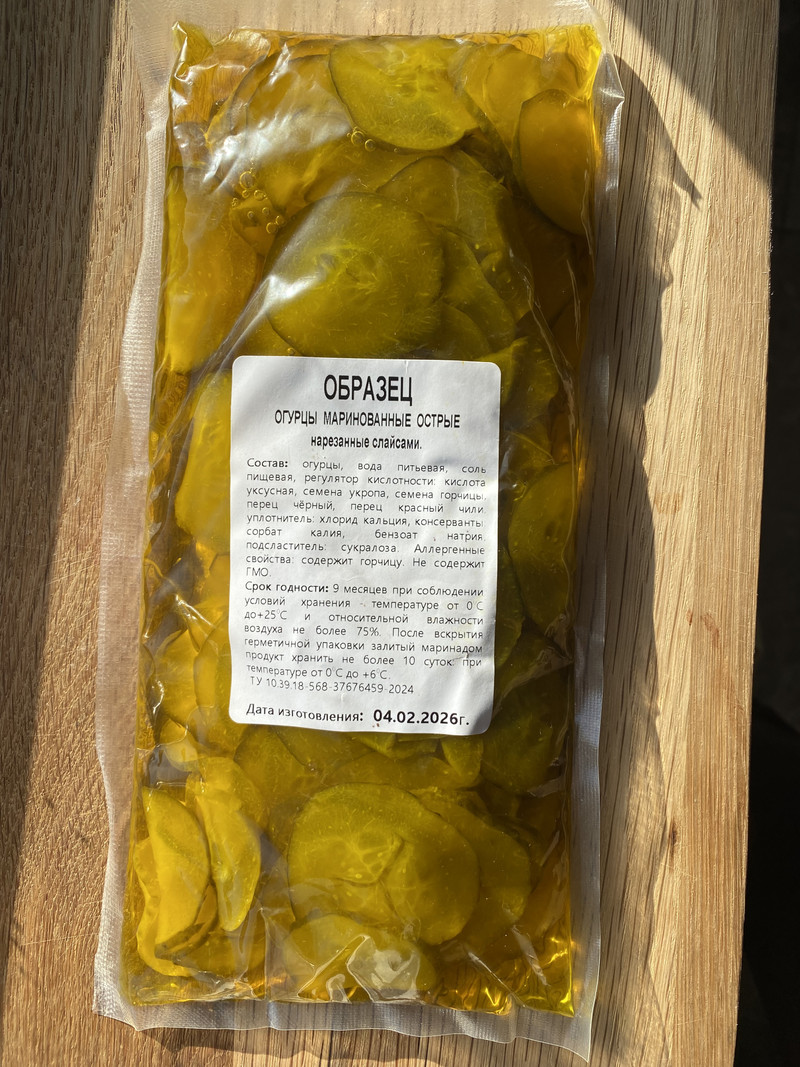 ОБРАЗЕЦ
ОГУРЦЫ МАРИНОВАННЫЕ ОСТРЫЕ
нарезанные слайсами.
Состав: огурцы, вода питьевая, соль
пищевая, регулятор кислотности: кислота
уксусная, семена укропа, семена горчицы,
перец чёрный, перец красный чили,
уплотнитель: хлорид кальция, консерванты:
сорбат калия, бензоат натрия,
подсластитель: сукралоза. Аллергенные
свойства: содержит горчицу. Не содержит
ГМО.
Срок годности: 9 месяцев при соблюдении
условий хранения - температуре от 0°С
до+25°С и относительной влажности
воздуха не более 75%. После вскрытия
герметичной упаковки залитый маринадом
продукт хранить не более 10 суток при
температуре от 0°С до +6°С.
ТУ 10.39.18-568-37676459-2024
Дата изготовления: 04.02.2026г.